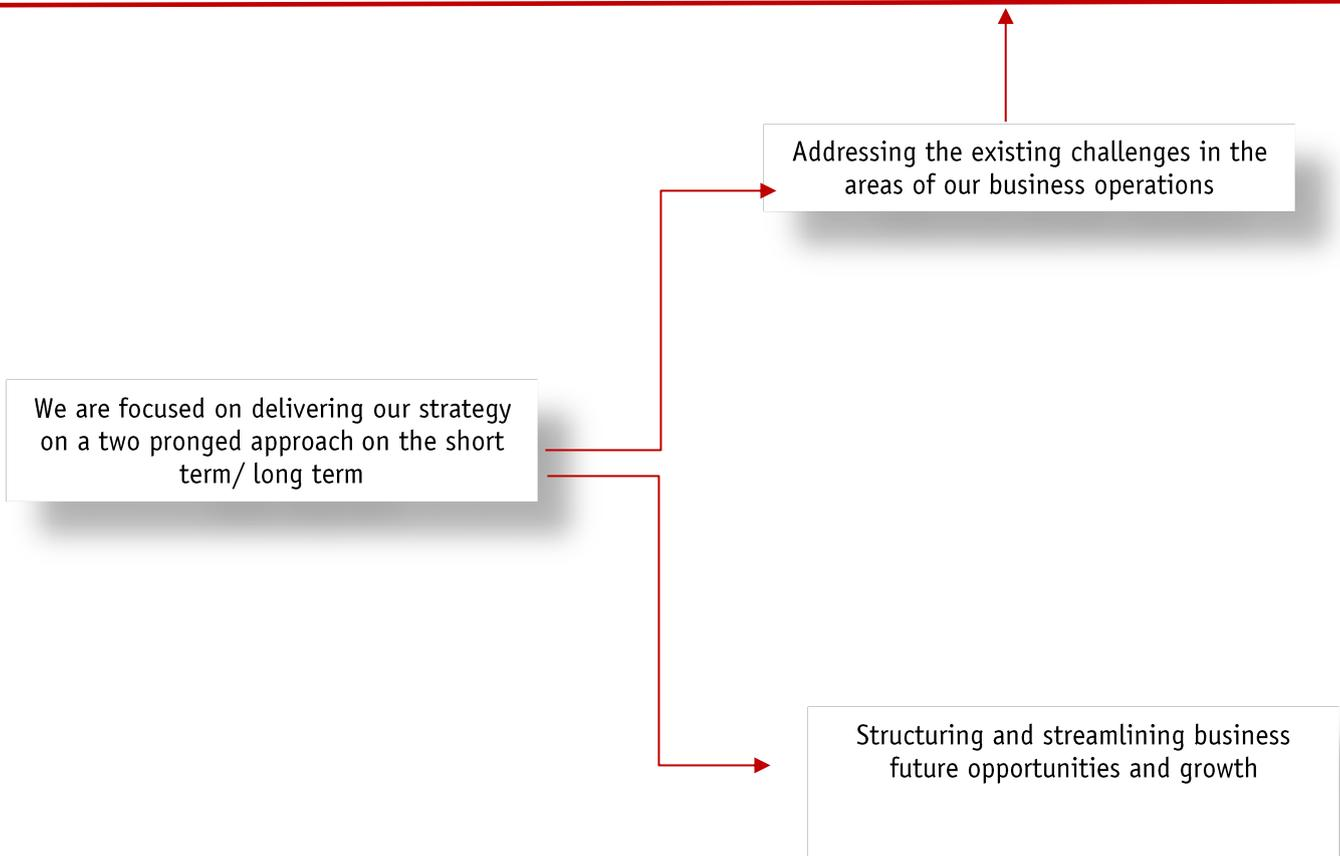 Addressing the existing challenges in the
areas of our business operations
We are focused on delivering our strategy
on a two pronged approach on the short
term/ long term
Structuring and streamlining business
future opportunities and growth